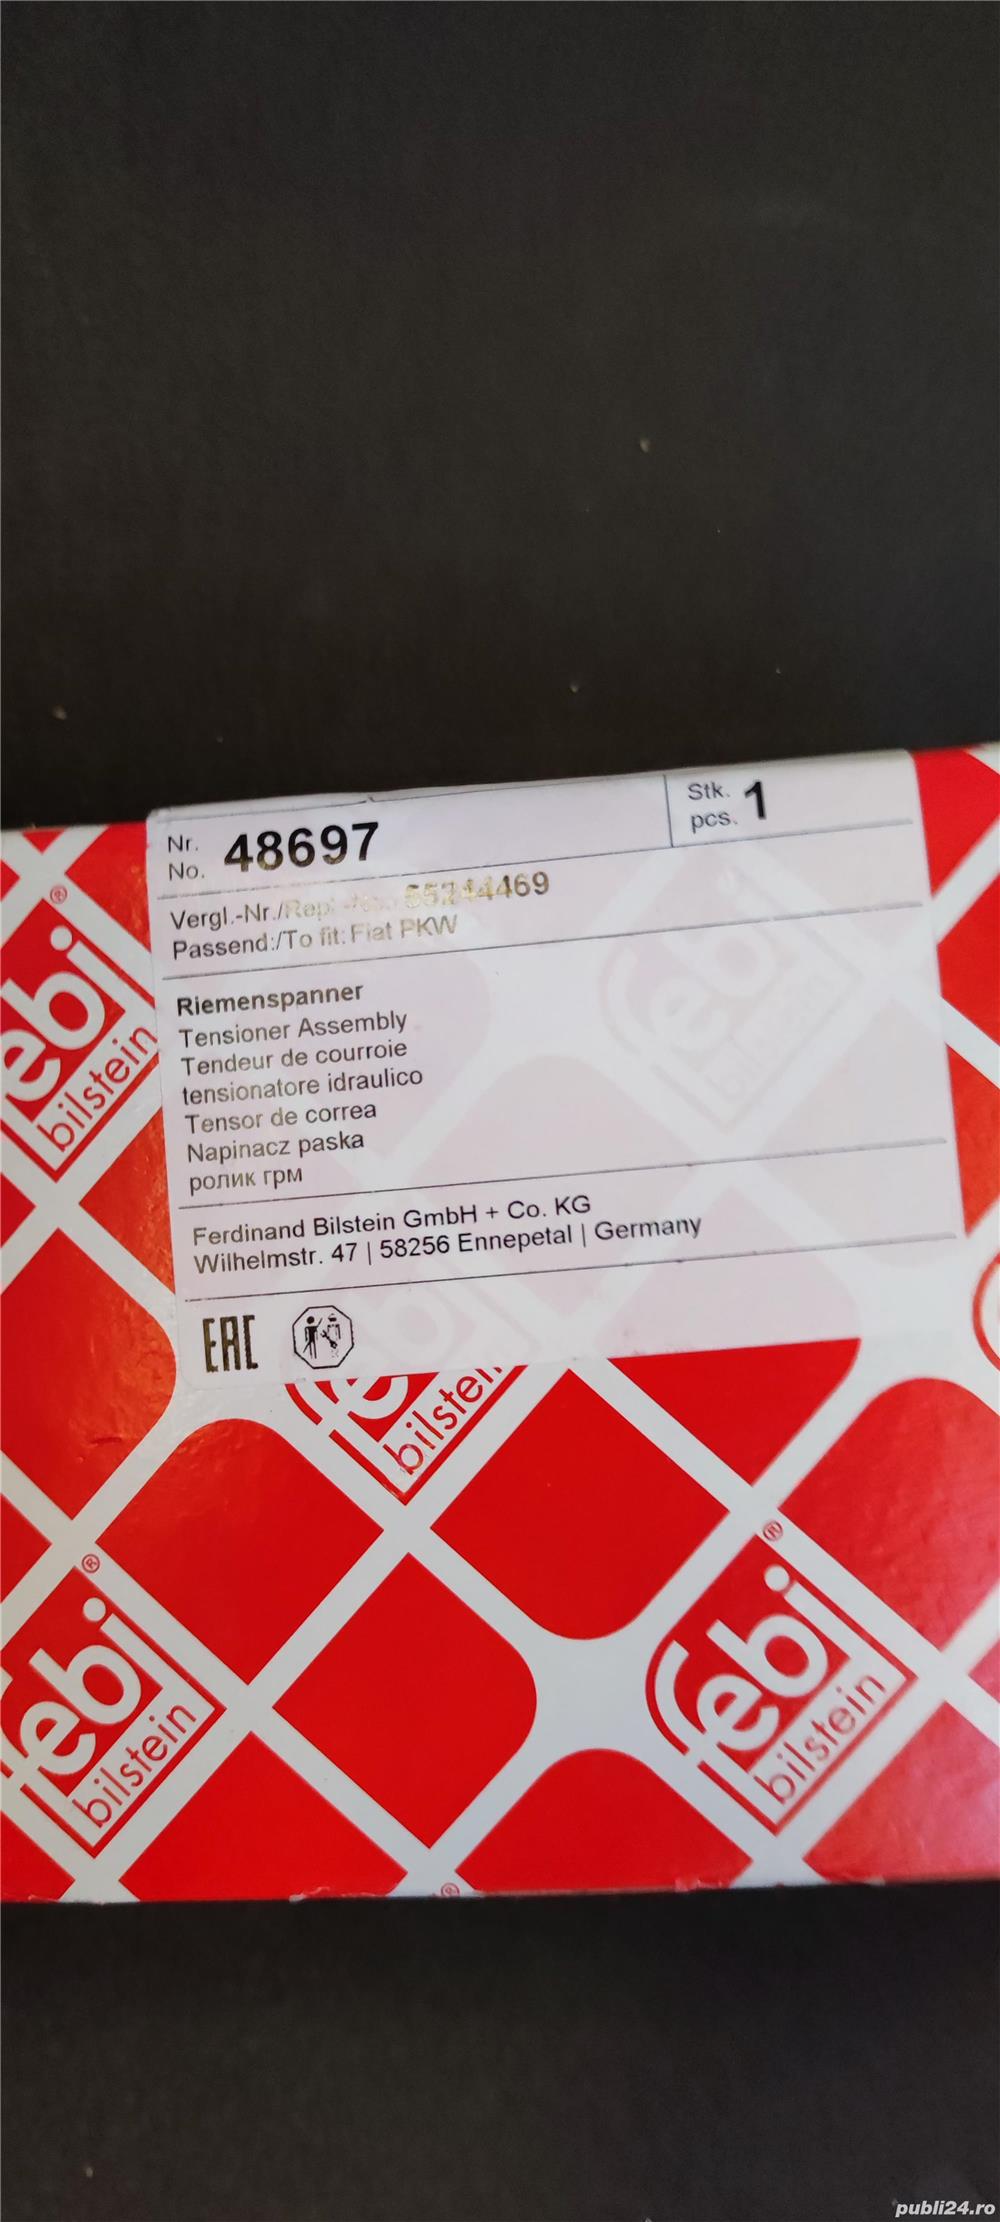 Nr.
No. 48697
Stk.
pcs. 1
Vergl.-Nr./Repl.-No.: 55244469
Passend:/To fit: Fiat PKW
Riemenspanner
Tensioner Assembly
Tendeur de courroie
tensionatore idraulico
Tensor de correa
Napinacz paska
ролик грм
Ferdinand Bilstein GmbH + Co. KG
Wilhelmstr. 47 | 58256 Ennepetal | Germany
EAC
febi
bilstein
febi
bilstein
febi
bilstein
bilstein
publi24.ro